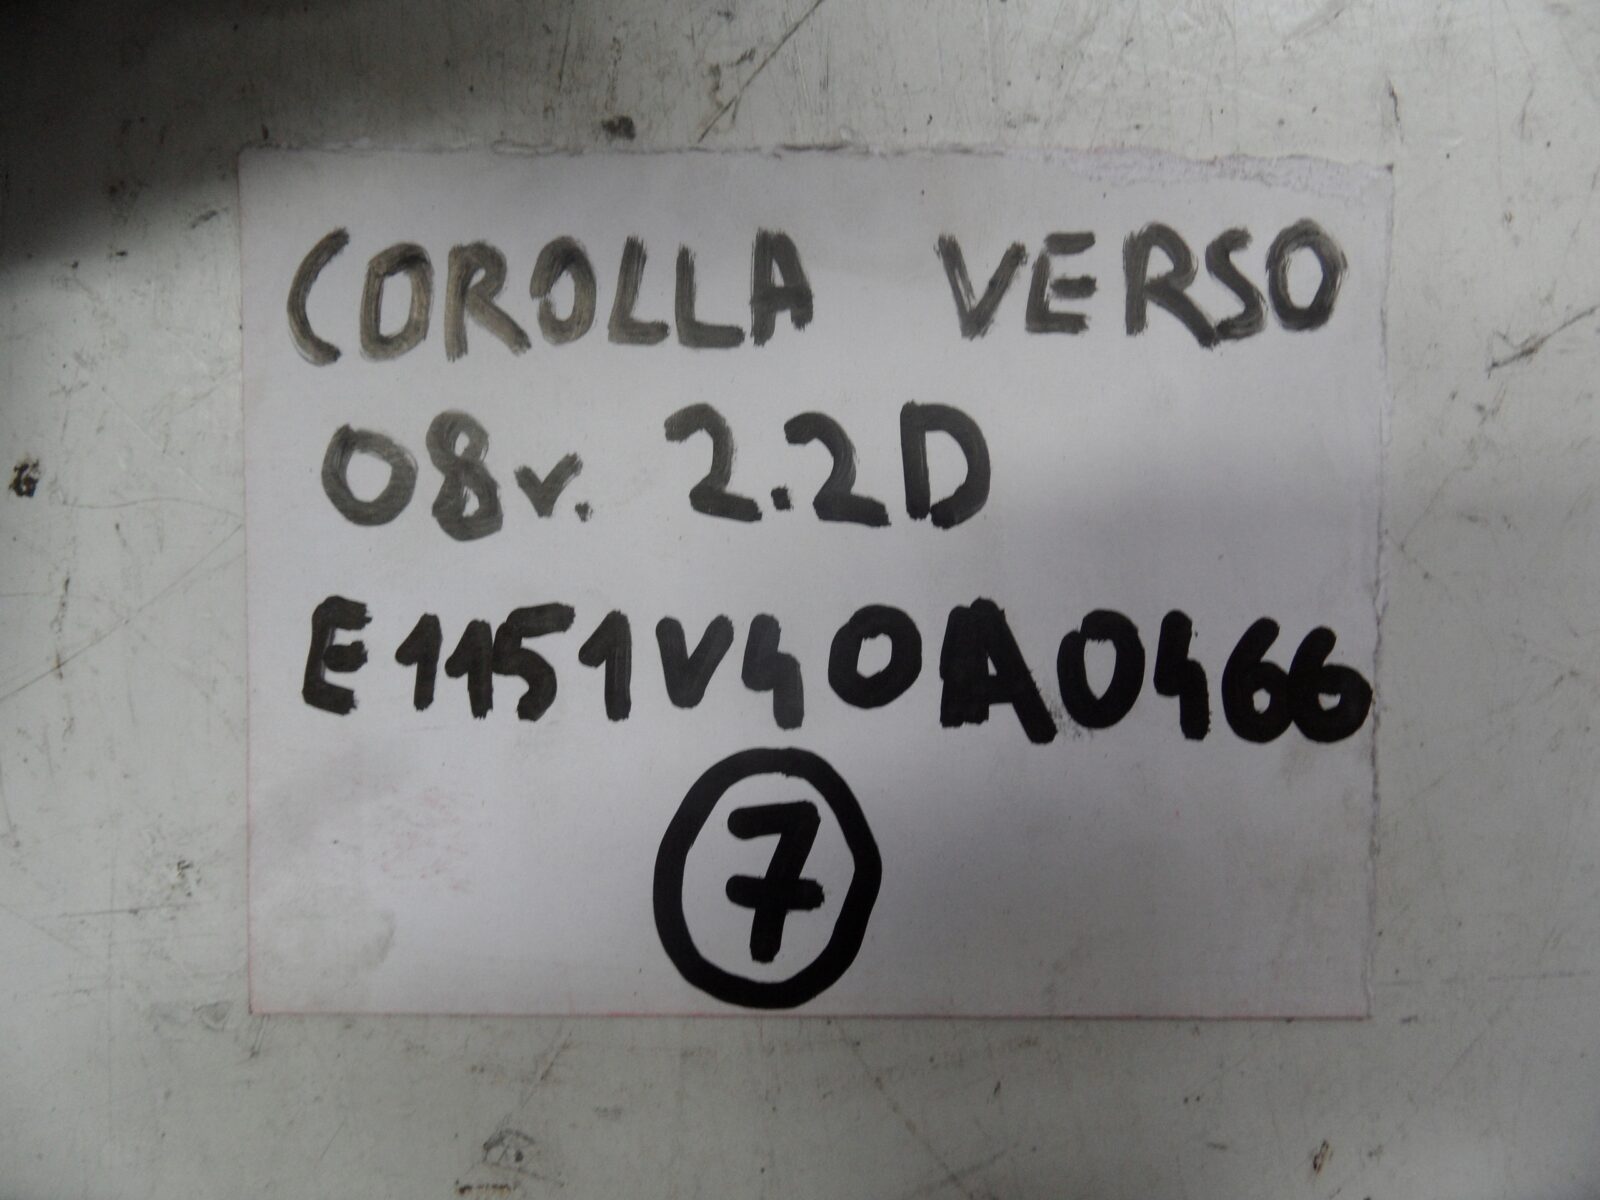 COROLLA VERSO
08v. 2.2D
E1151V40A0466
7